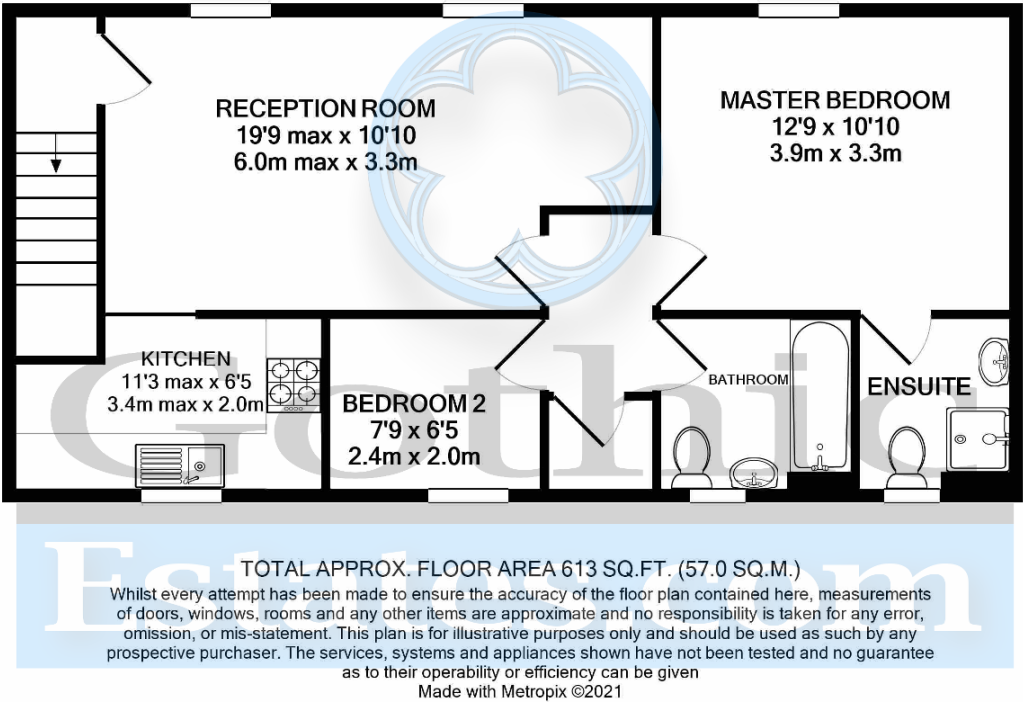 RECEPTION ROOM
19'9 max x 10'10
6.0m max x 3.3m
MASTER BEDROOM
12'9 x 10'10
3.9m x 3.3m
KITCHEN
11'3 max x 6'5
3.4m max x 2.0m
BEDROOM 2
7'9 x 6'5
2.4m x 2.0m
BATHROOM
ENSUITE
Gothic
Estates.com
TOTAL APPROX. FLOOR AREA 613 SQ.FT. (57.0 SQ.M.)
Whilst every attempt has been made to ensure the accuracy of the floor plan contained here, measurements
of doors, windows, rooms and any other items are approximate and no responsibility is taken for any error,
omission, or mis-statement. This plan is for illustrative purposes only and should be used as such by any
prospective purchaser. The services, systems and appliances shown have not been tested and no guarantee
as to their operability or efficiency can be given
Made with Metropix ©2021